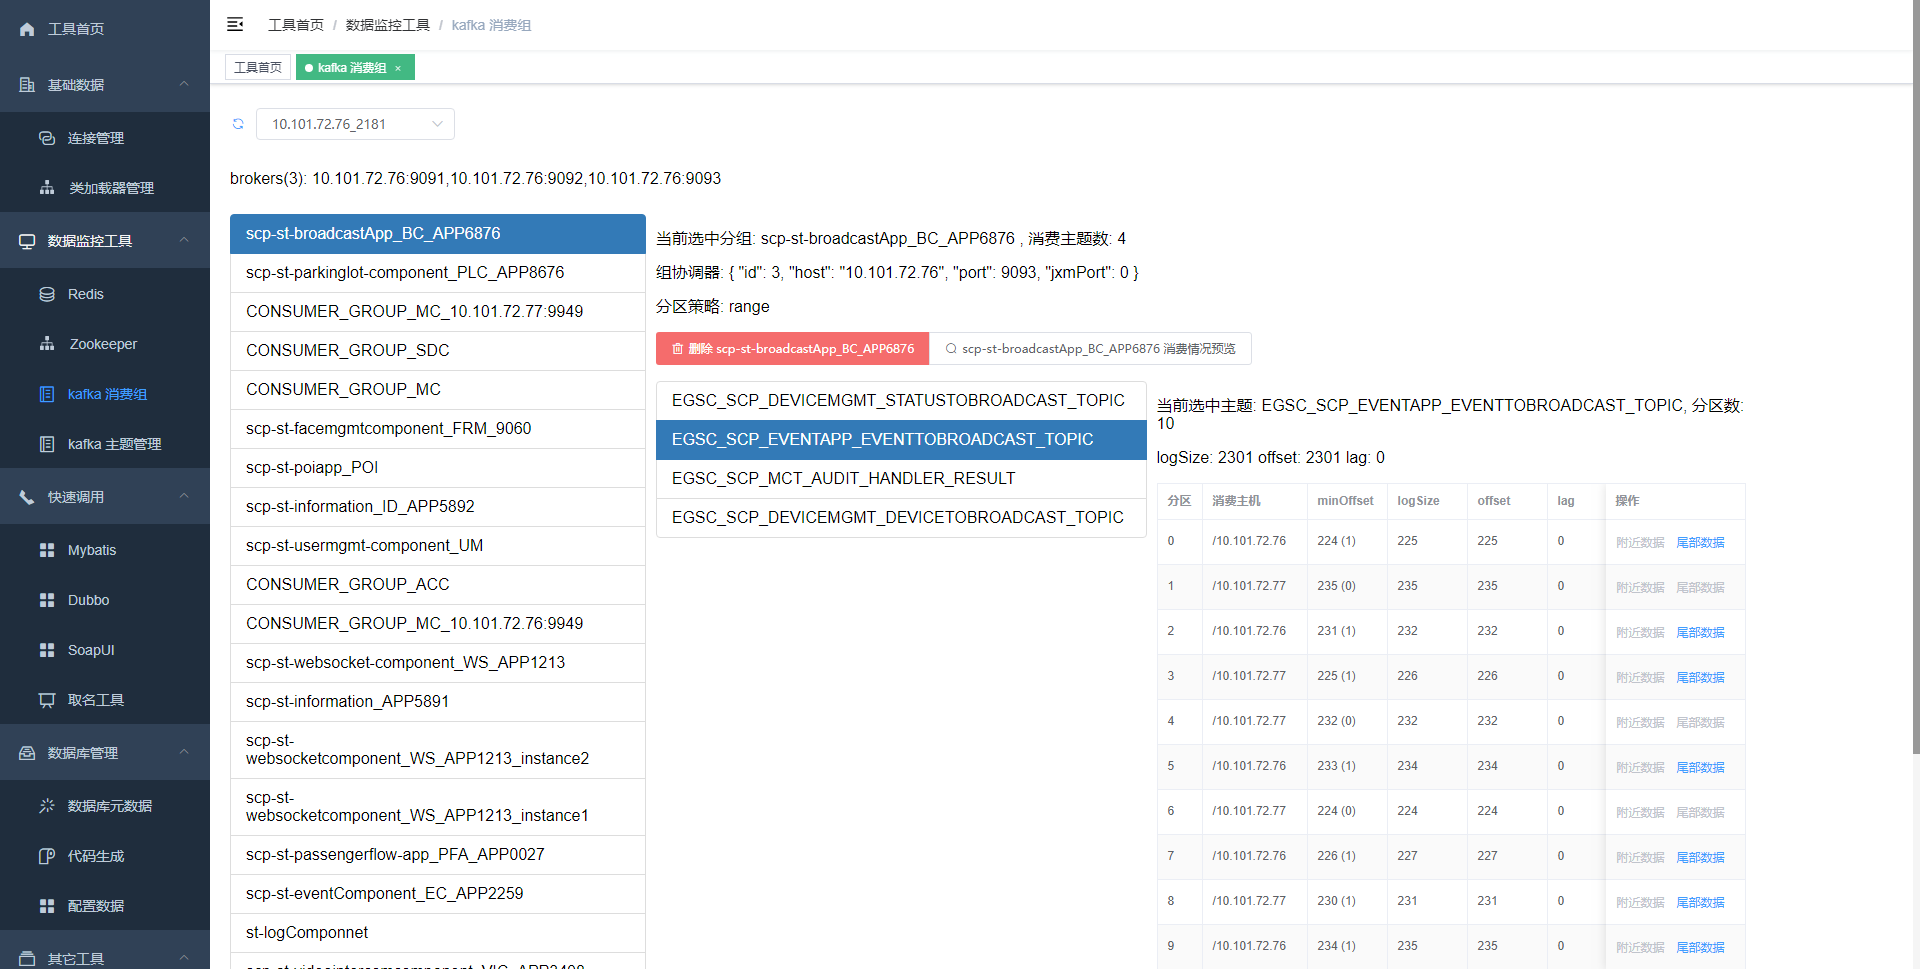 工具首页
基础数据
连接管理
类加载器管理
数据监控工具
Redis
Zookeeper
kafka 消费组
kafka 主题管理
快速调用
Mybatis
Dubbo
SoapUI
取名工具
数据库管理
数据库元数据
代码生成
配置数据
其它工具
工具首页 / 数据监控工具 / kafka 消费组
工具首页
kafka 消费组 ×
10.101.72.76_2181
brokers(3): 10.101.72.76:9091,10.101.72.76:9092,10.101.72.76:9093
scp-st-broadcastApp_BC_APP6876
scp-st-parkinglot-component_PLC_APP8676
CONSUMER_GROUP_MC_10.101.72.77:9949
CONSUMER_GROUP_SDC
CONSUMER_GROUP_MC
scp-st-facemgmtcomponent_FRM_9060
scp-st-poiapp_POI
scp-st-information_ID_APP5892
scp-st-usermgmt-component_UM
CONSUMER_GROUP_ACC
CONSUMER_GROUP_MC_10.101.72.76:9949
scp-st-websocket-component_WS_APP1213
scp-st-information_APP5891
scp-st-
websocketcomponent_WS_APP1213_instance2
scp-st-
websocketcomponent_WS_APP1213_instance1
scp-st-passengerflow-app_PFA_APP0027
scp-st-eventComponent_EC_APP2259
st-logComponnet
当前选中分组: scp-st-broadcastApp_BC_APP6876 , 消费主题数: 4
组协调器: { "id": 3, "host": "10.101.72.76", "port": 9093, "jxmPort": 0 }
分区策略: range
删除 scp-st-broadcastApp_BC_APP6876
scp-st-broadcastApp_BC_APP6876 消费情况预览
EGSC_SCP_DEVICEMGMT_STATUSTOBROADCAST_TOPIC
EGSC_SCP_EVENTAPP_EVENTTOBROADCAST_TOPIC
EGSC_SCP_MCT_AUDIT_HANDLER_RESULT
EGSC_SCP_DEVICEMGMT_DEVICETOBROADCAST_TOPIC
当前选中主题: EGSC_SCP_EVENTAPP_EVENTTOBROADCAST_TOPIC, 分区数:
10
logSize: 2301 offset: 2301 lag: 0
分区 消费主机 minOffset logSize offset lag 操作
0 /10.101.72.76 224 (1) 225 225 0 附近数据 尾部数据
1 /10.101.72.77 235 (0) 235 235 0 附近数据 尾部数据
2 /10.101.72.76 231 (1) 232 232 0 附近数据 尾部数据
3 /10.101.72.77 225 (1) 226 226 0 附近数据 尾部数据
4 /10.101.72.77 232 (0) 232 232 0 附近数据 尾部数据
5 /10.101.72.76 233 (1) 234 234 0 附近数据 尾部数据
6 /10.101.72.77 224 (0) 224 224 0 附近数据 尾部数据
7 /10.101.72.76 226 (1) 227 227 0 附近数据 尾部数据
8 /10.101.72.77 230 (1) 231 231 0 附近数据 尾部数据
9 /10.101.72.76 234 (1) 235 235 0 附近数据 尾部数据